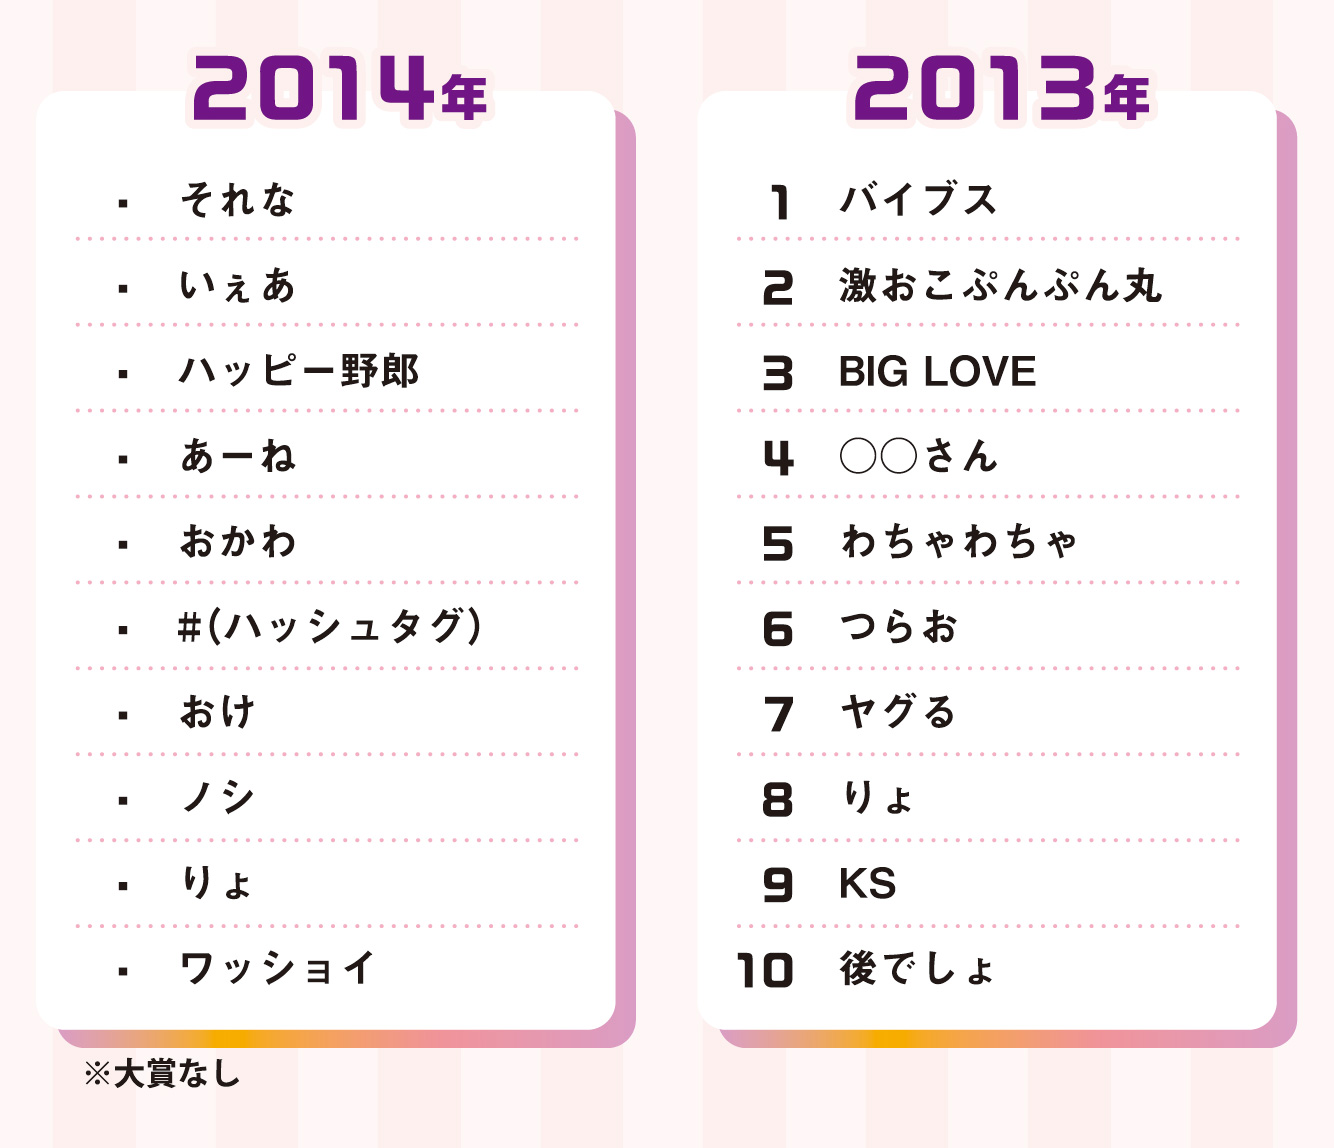 2014年
▪ それな
▪ いぇあ
▪ ハッピー野郎
▪ あーね
▪ おかわ
▪ #(ハッシュタグ)
▪ おけ
▪ ノシ
▪ りょ
▪ ワッショイ
※大賞なし
2013年
1 バイブス
2 激おこぷんぷん丸
3 BIG LOVE
4 ◯◯さん
5 わちゃわちゃ
6 つらお
7 ヤグる
8 りょ
9 KS
10 後でしょ